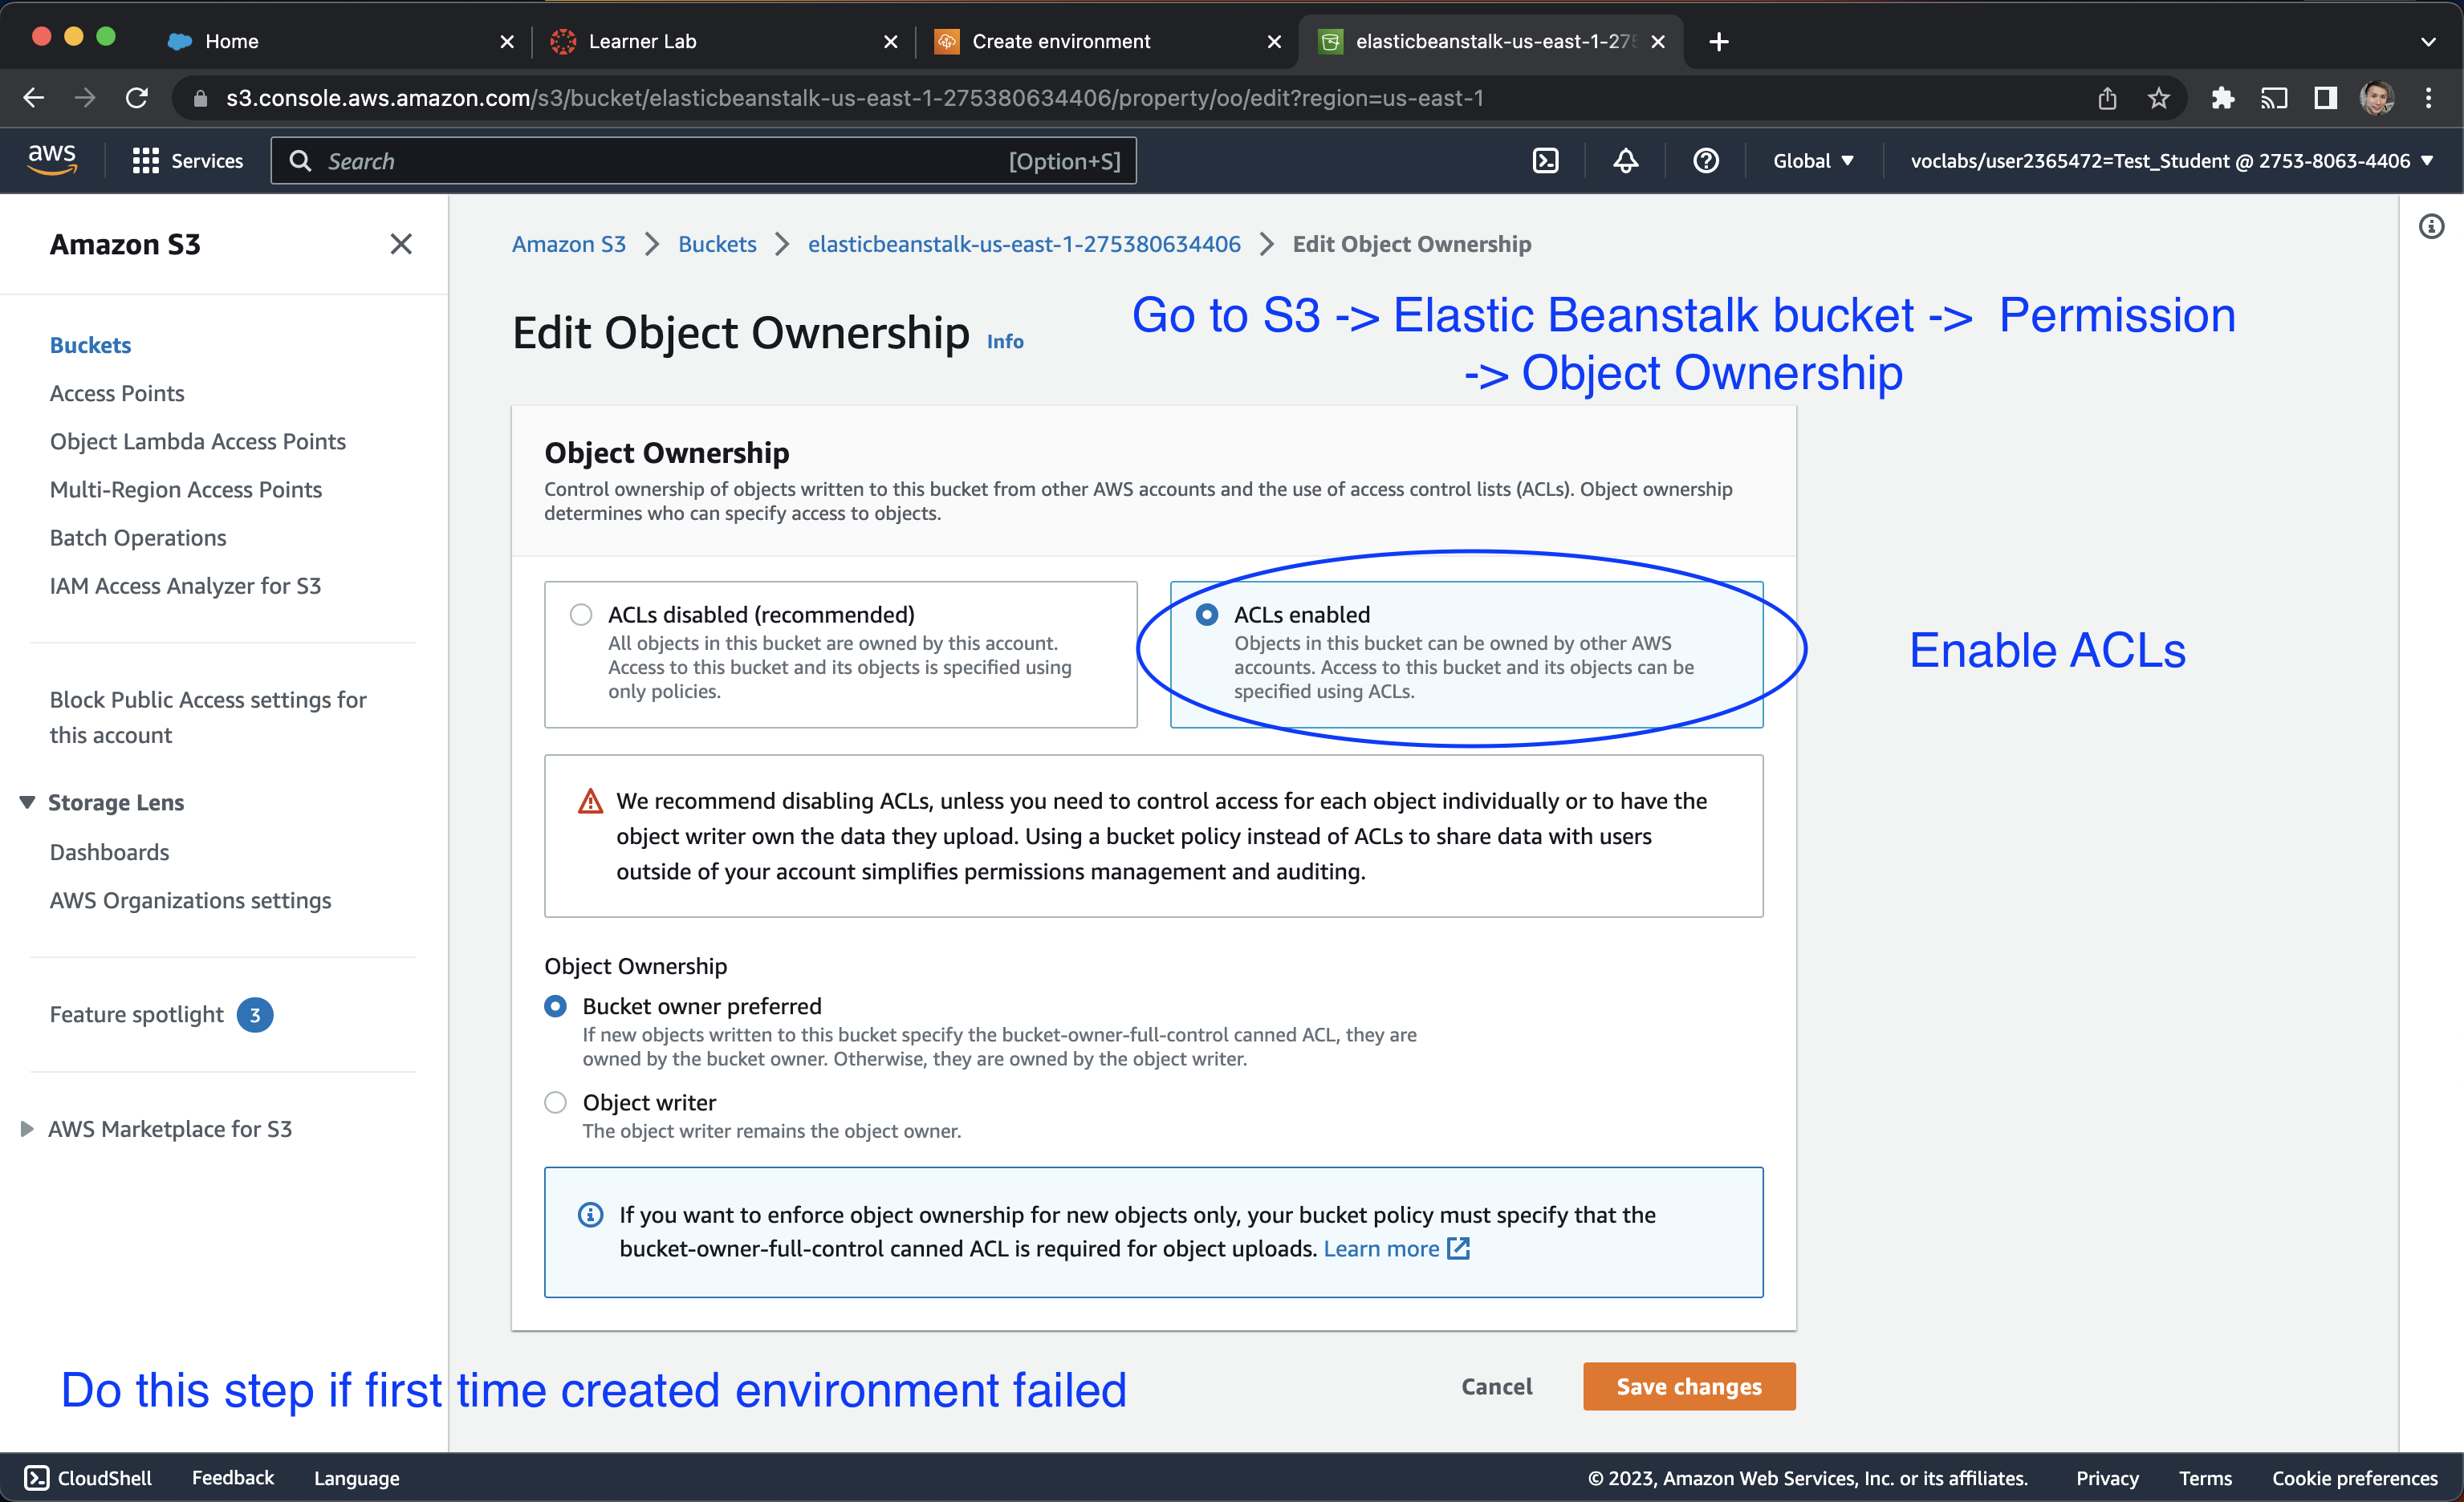 Home
Learner Lab
Create environment
elasticbeanstalk-us-east-1-275
s3.console.aws.amazon.com/s3/bucket/elasticbeanstalk-us-east-1-275380634406/property/oo/edit?region=us-east-1
aws
Services
Search
[Option+S]
Global
voclabs/user2365472=Test_Student @ 2753-8063-4406
Amazon S3
Buckets
Access Points
Object Lambda Access Points
Multi-Region Access Points
Batch Operations
IAM Access Analyzer for S3
Block Public Access settings for
this account
Storage Lens
Dashboards
AWS Organizations settings
Feature spotlight 3
AWS Marketplace for S3
Amazon S3 > Buckets > elasticbeanstalk-us-east-1-275380634406 > Edit Object Ownership
Edit Object Ownership Info
Go to S3 -> Elastic Beanstalk bucket -> Permission
-> Object Ownership
Object Ownership
Control ownership of objects written to this bucket from other AWS accounts and the use of access control lists (ACLs). Object ownership
determines who can specify access to objects.
ACLs disabled (recommended)
All objects in this bucket are owned by this account.
Access to this bucket and its objects is specified using
only policies.
ACLs enabled
Objects in this bucket can be owned by other AWS
accounts. Access to this bucket and its objects can be
specified using ACLs.
Enable ACLs
We recommend disabling ACLs, unless you need to control access for each object individually or to have the
object writer own the data they upload. Using a bucket policy instead of ACLs to share data with users
outside of your account simplifies permissions management and auditing.
Object Ownership
Bucket owner preferred
If new objects written to this bucket specify the bucket-owner-full-control canned ACL, they are
owned by the bucket owner. Otherwise, they are owned by the object writer.
Object writer
The object writer remains the object owner.
If you want to enforce object ownership for new objects only, your bucket policy must specify that the
bucket-owner-full-control canned ACL is required for object uploads. Learn more
Do this step if first time created environment failed
Cancel
Save changes
CloudShell
Feedback
Language
© 2023, Amazon Web Services, Inc. or its affiliates.
Privacy
Terms
Cookie preferences